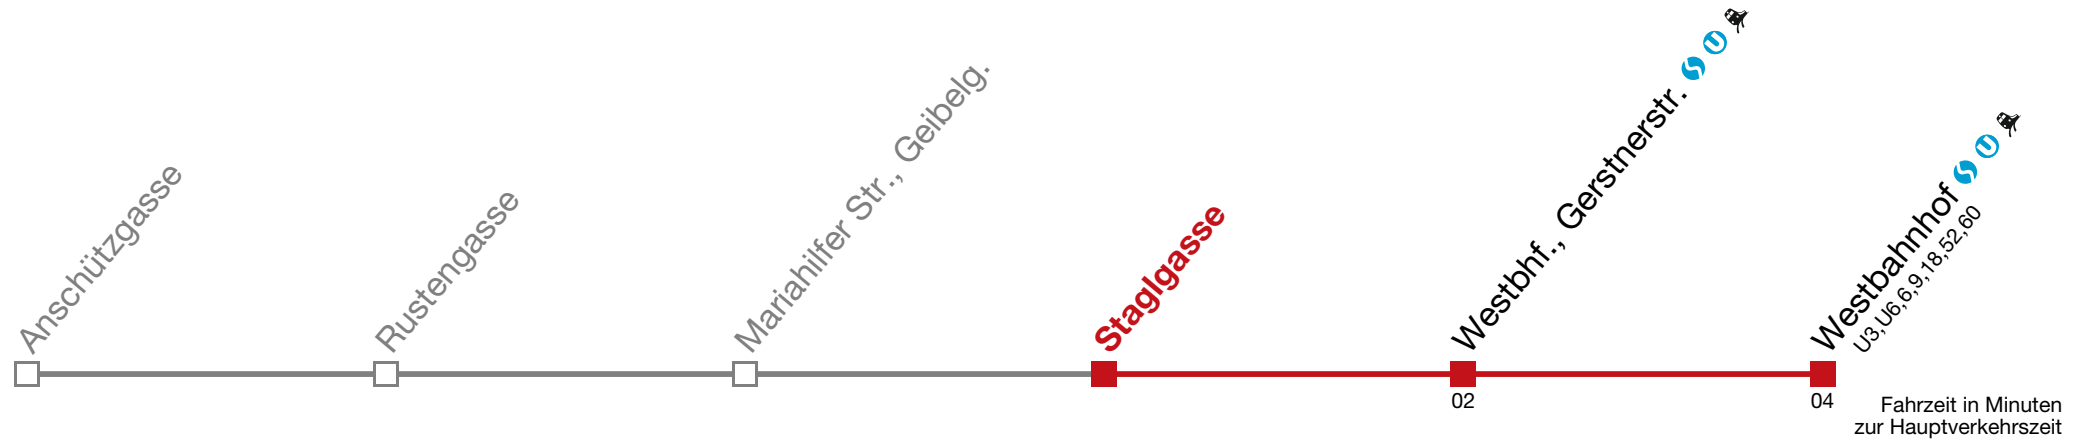 Anschützgasse
Rustengasse
Mariahilfer Str., Geibelg.
Staglgasse
Westbhf., Gerstnerstr.
Westbahnhof
U3,U6,6,9,18,52,60
02
04
Fahrzeit in Minuten
zur Hauptverkehrszeit